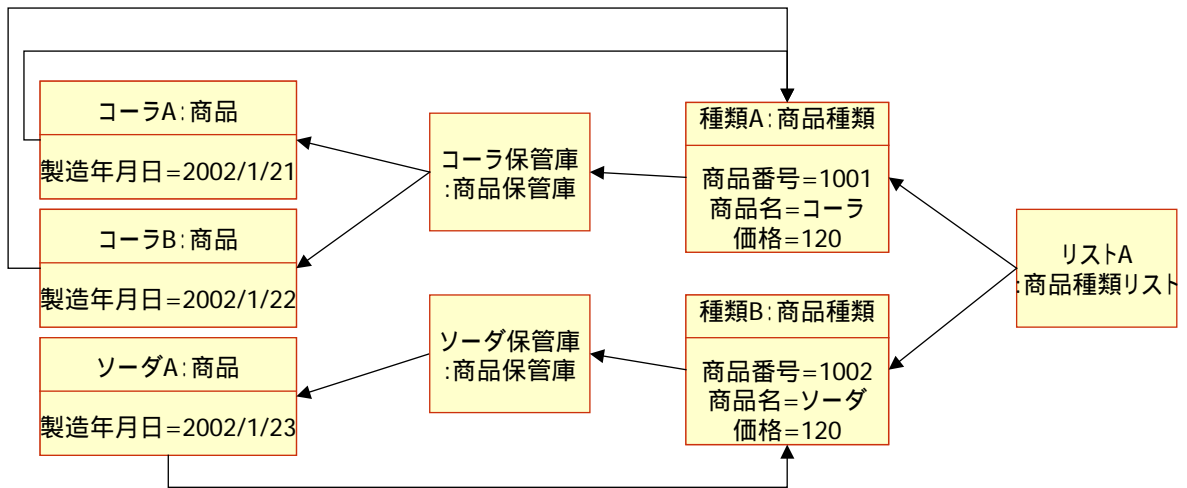 コーラA:商品
製造年月日=2002/1/21
コーラB:商品
製造年月日=2002/1/22
ソーダA:商品
製造年月日=2002/1/23
コーラ保管庫
:商品保管庫
ソーダ保管庫
:商品保管庫
種類A:商品種類
商品番号=1001
商品名=コーラ
価格=120
種類B:商品種類
商品番号=1002
商品名=ソーダ
価格=120
リストA
:商品種類リスト